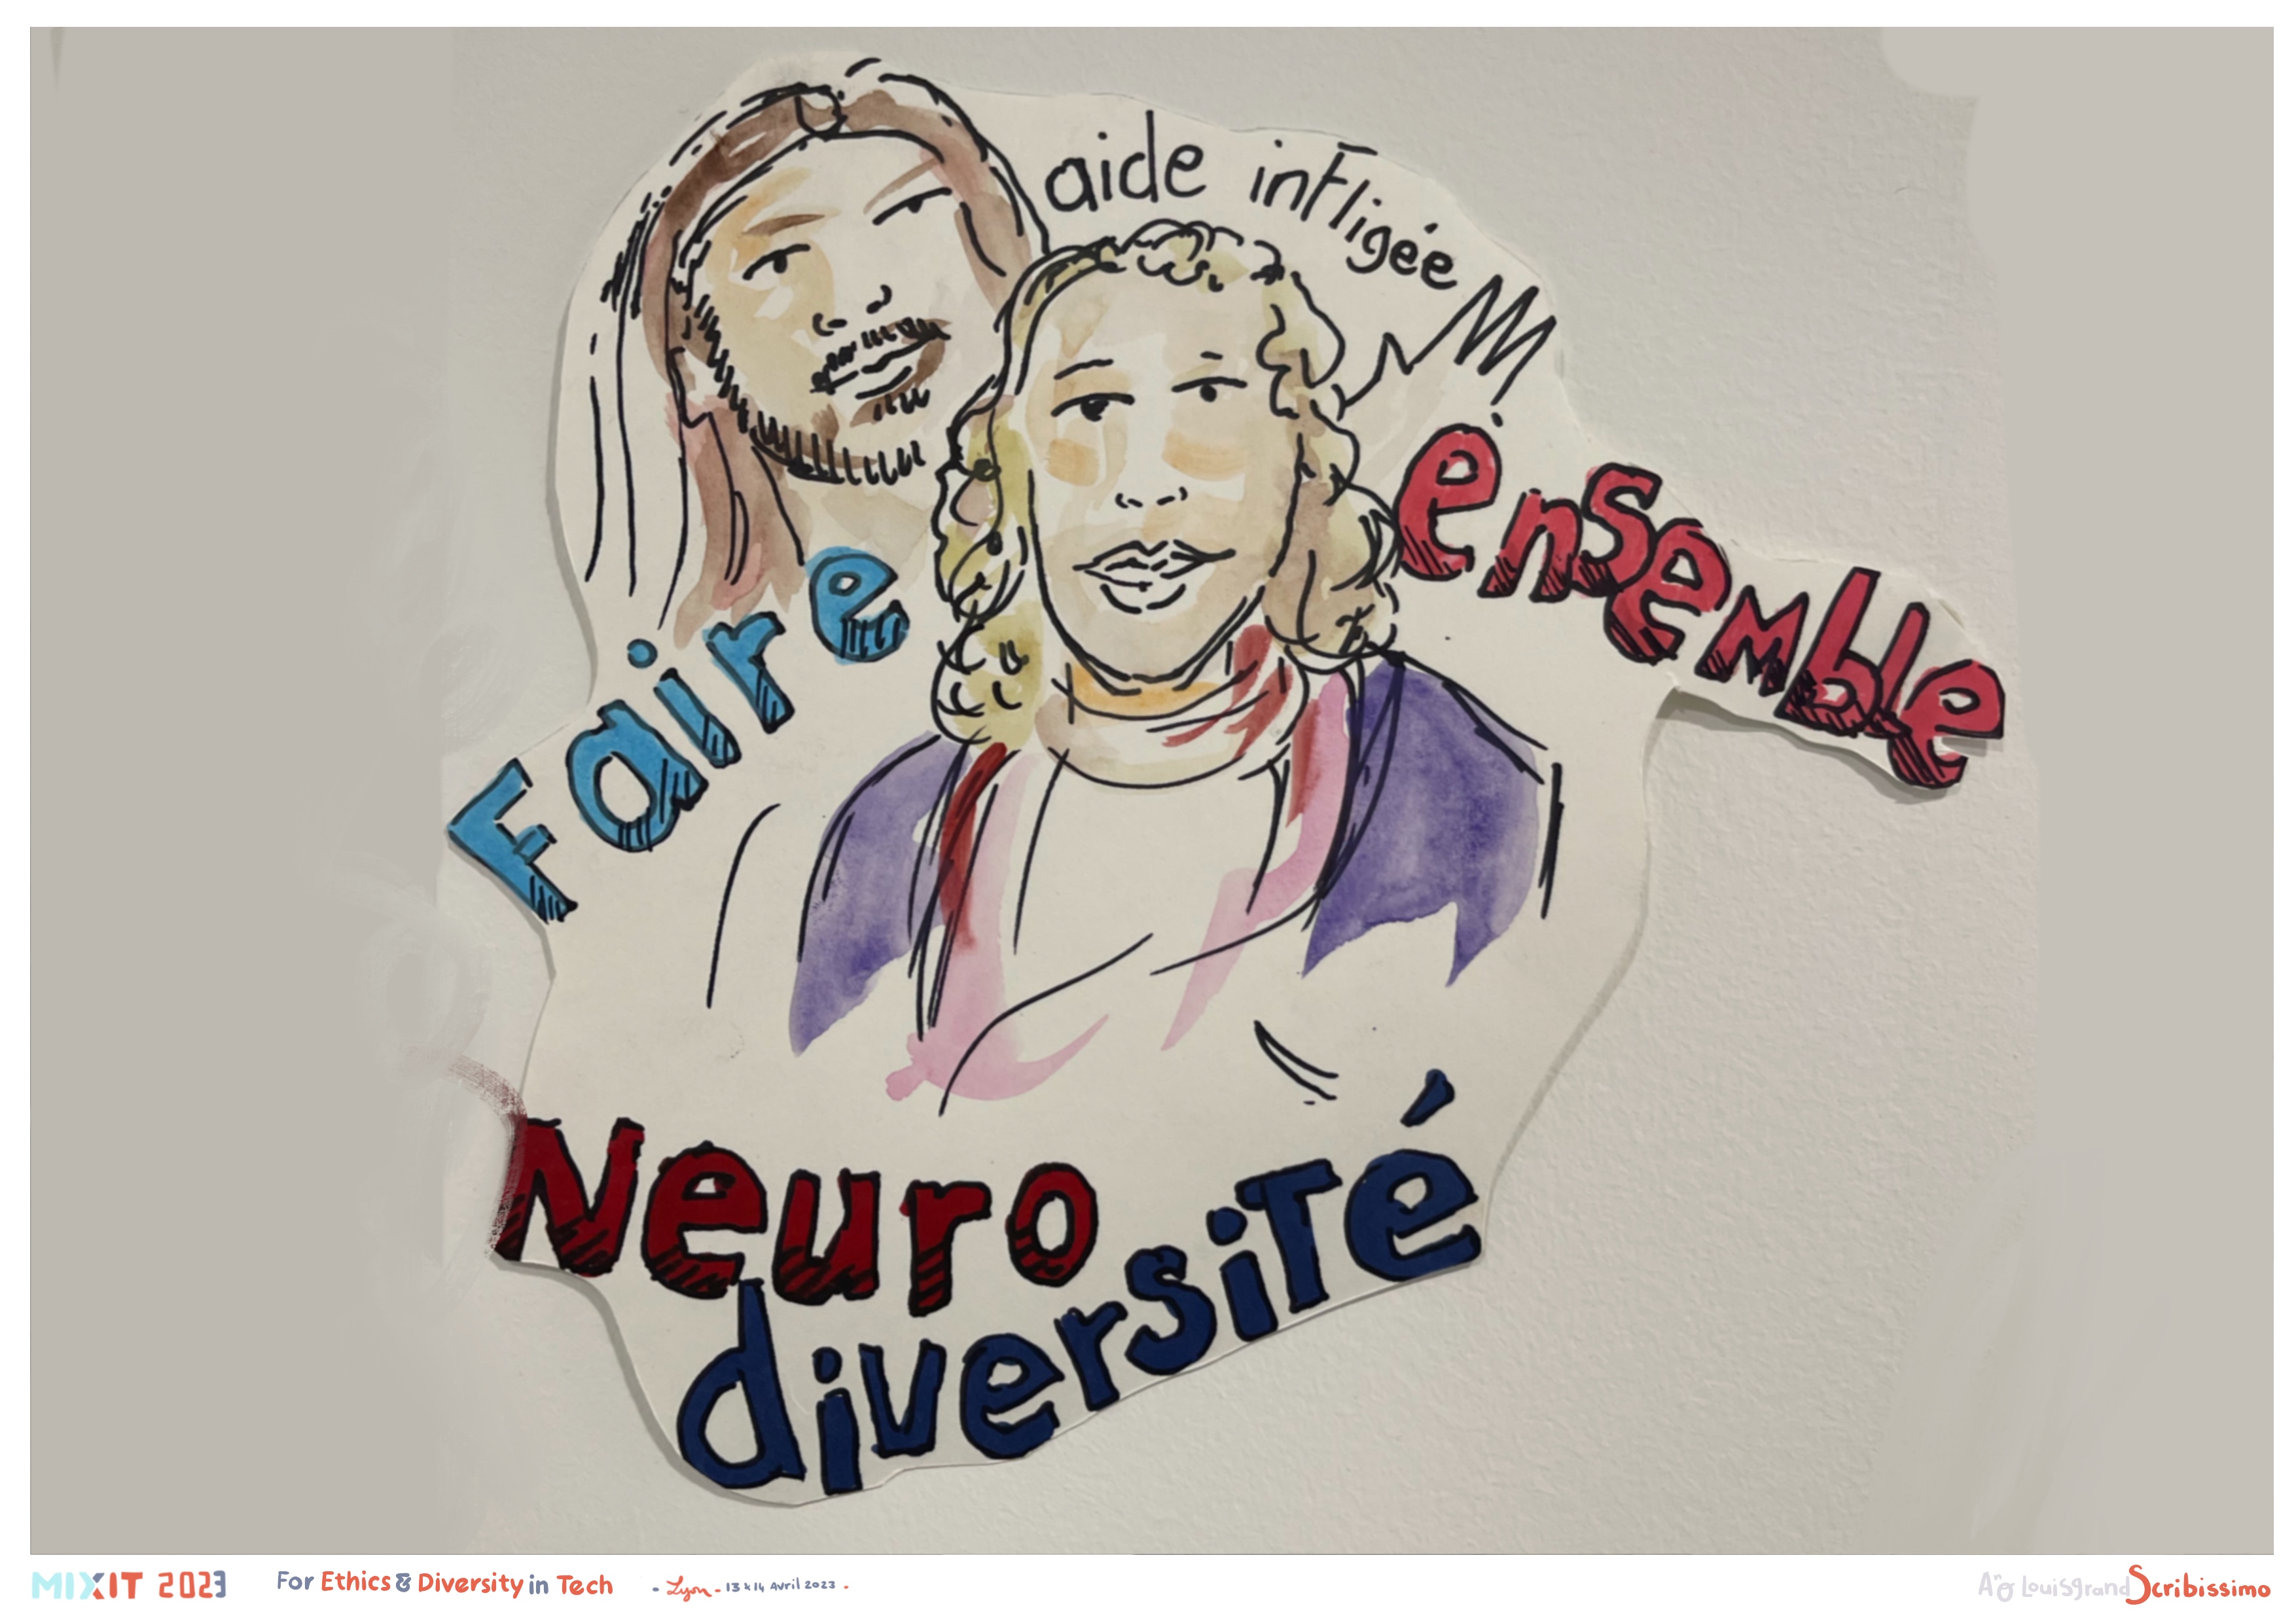 aide infligée
Faire
ensemble
Neuro
diversité
MIXIT 2023 For Ethics & Diversity in Tech - Lyon - 13 & 14 Avril 2023 -
Louisgrand Scribissimo